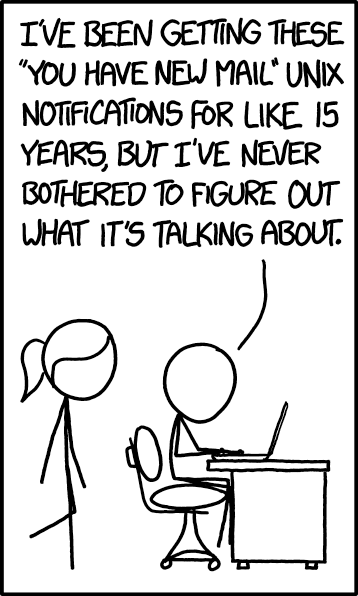 I'VE BEEN GETTING THESE
"YOU HAVE NEW MAIL" UNIX
NOTIFICATIONS FOR LIKE 15
YEARS, BUT I'VE NEVER
BOTHERED TO FIGURE OUT
WHAT IT'S TALKING ABOUT.